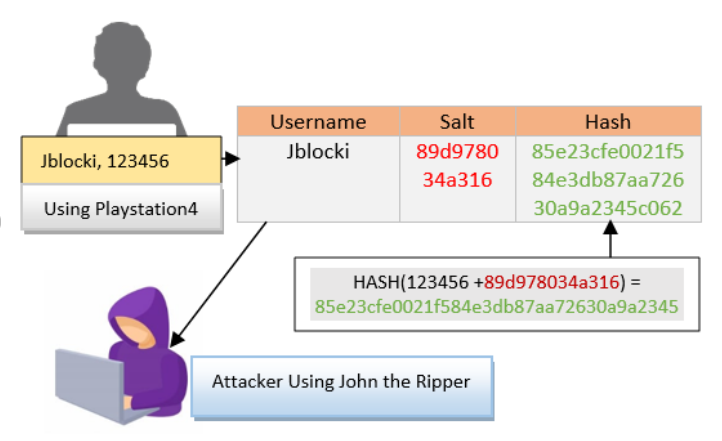 Jblocki, 123456
Using Playstation4
Username Salt Hash
Jblocki 89d9780 85e23cfe0021f5
34a316 84e3db87aa726
30a9a2345c062
HASH(123456 +89d978034a316) =
85e23cfe0021f584e3db87aa72630a9a2345
Attacker Using John the Ripper